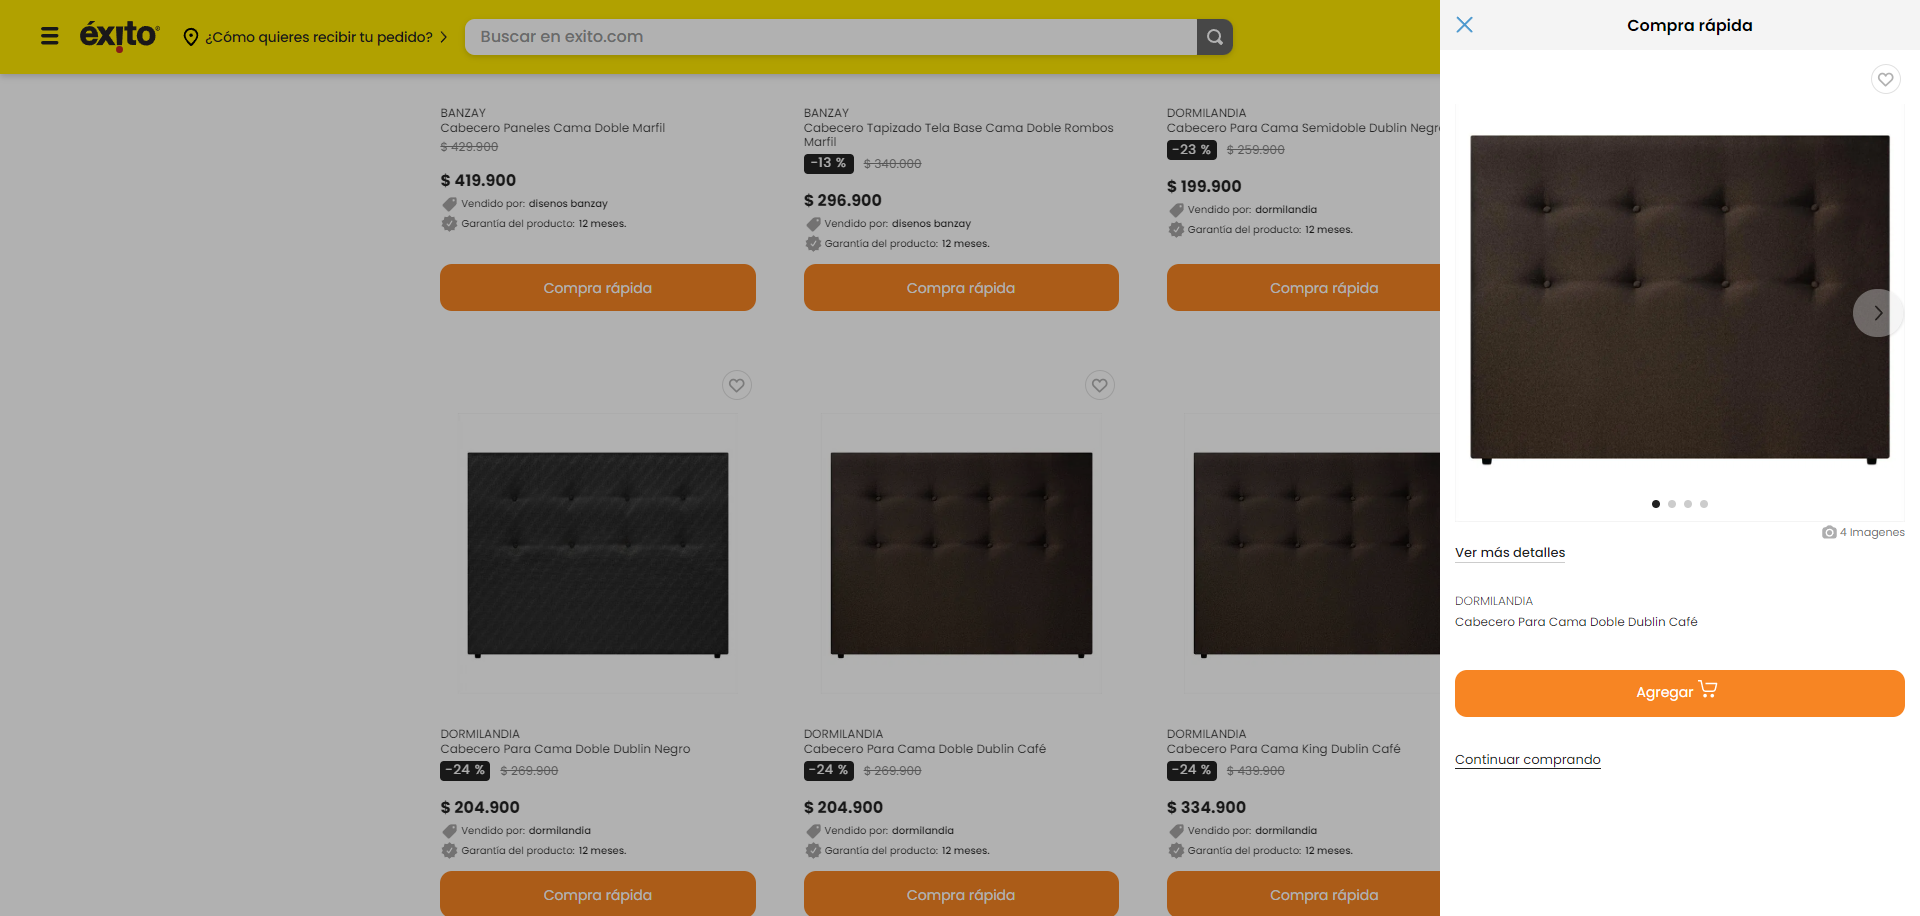 éxito
¿Cómo quieres recibir tu pedido?
Buscar en exito.com
Compra rápida
BANZAY
Cabecero Paneles Cama Doble Marfil
$ 429.900
$ 419.900
Vendido por: disenos banzay
Garantía del producto: 12 meses.
Compra rápida
BANZAY
Cabecero Tapizado Tela Base Cama Doble Rombos
Marfil
-13 % $ 340.000
$ 296.900
Vendido por: disenos banzay
Garantía del producto: 12 meses.
Compra rápida
DORMILANDIA
Cabecero Para Cama Semidoble Dublin Negro
-23 % $ 259.900
$ 199.900
Vendido por: dormilandia
Garantía del producto: 12 meses.
Compra rápida
DORMILANDIA
Cabecero Para Cama Doble Dublin Negro
-24 % $ 269.900
$ 204.900
Vendido por: dormilandia
Garantía del producto: 12 meses.
Compra rápida
DORMILANDIA
Cabecero Para Cama Doble Dublin Café
-24 % $ 269.900
$ 204.900
Vendido por: dormilandia
Garantía del producto: 12 meses.
Compra rápida
DORMILANDIA
Cabecero Para Cama King Dublin Café
-24 % $ 439.900
$ 334.900
Vendido por: dormilandia
Garantía del producto: 12 meses.
Compra rápida
4 Imagenes
Ver más detalles
DORMILANDIA
Cabecero Para Cama Doble Dublin Café
Agregar
Continuar comprando